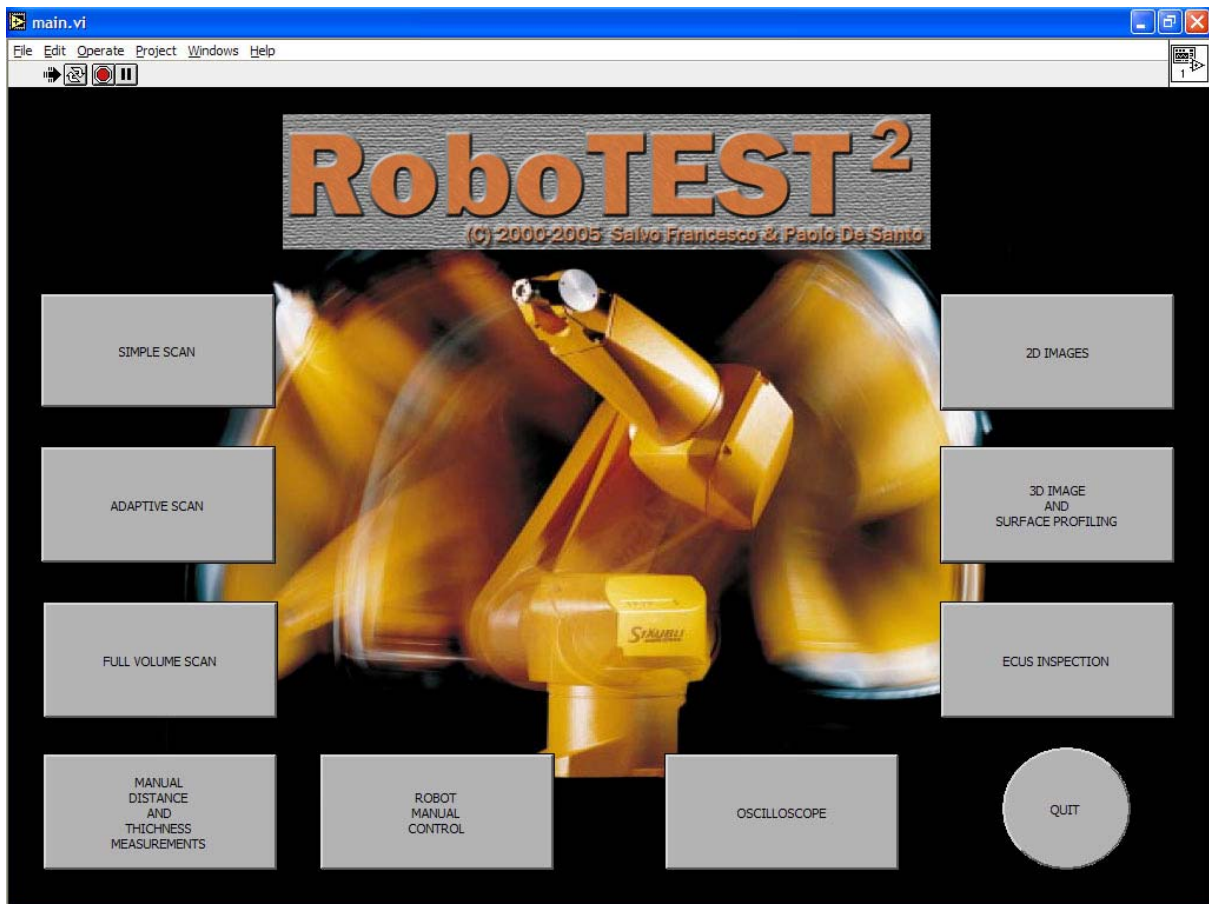 main.vi
File Edit Operate Project Windows Help
1
RoboTEST²
(C) 2000-2005 Salvo Francesco & Paolo De Santo
SIMPLE SCAN
2D IMAGES
ADAPTIVE SCAN
3D IMAGE
AND
SURFACE PROFILING
STÄUBLI
FULL VOLUME SCAN
ECUS INSPECTION
MANUAL
DISTANCE
AND
THICHNESS
MEASUREMENTS
ROBOT
MANUAL
CONTROL
OSCILLOSCOPE
QUIT